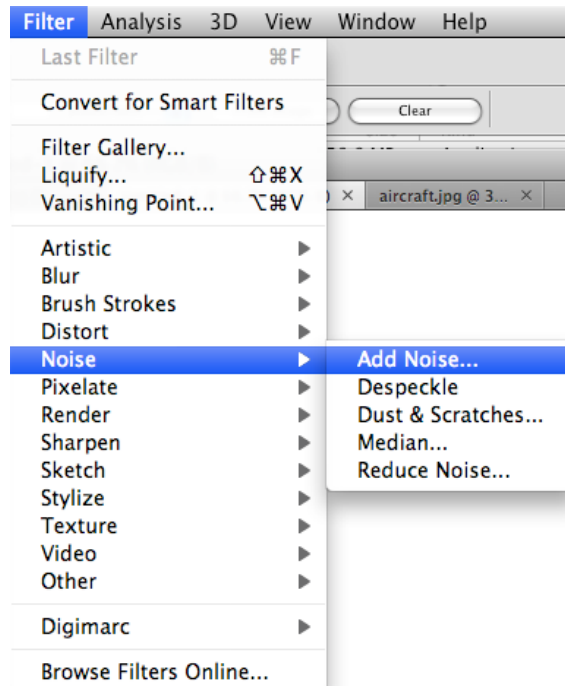 Filter Analysis 3D View Window Help
Last Filter ⌘F
Convert for Smart Filters
Clear
Filter Gallery...
Liquify... ⇧⌘X
Vanishing Point... ⌥⌘V
× aircraft.jpg @ 3... ×
Artistic
Blur
Brush Strokes
Distort
Noise
Add Noise...
Pixelate
Despeckle
Render
Dust & Scratches...
Sharpen
Median...
Sketch
Reduce Noise...
Stylize
Texture
Video
Other
Digimarc
Browse Filters Online...